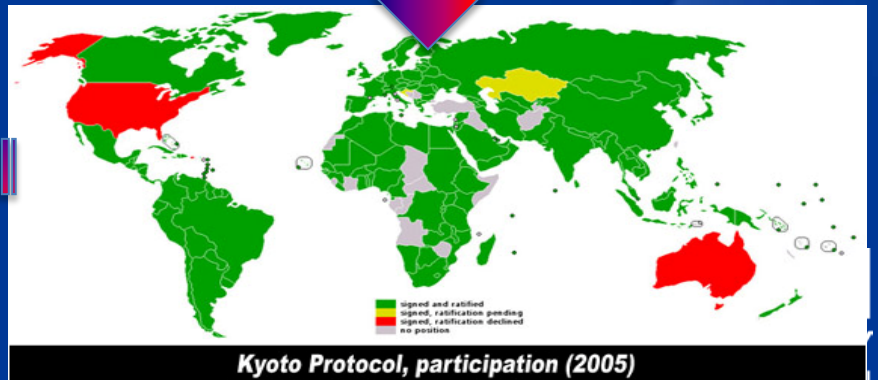 signed and ratified
signed, ratification pending
signed, ratification declined
no position
Kyoto Protocol, participation (2005)